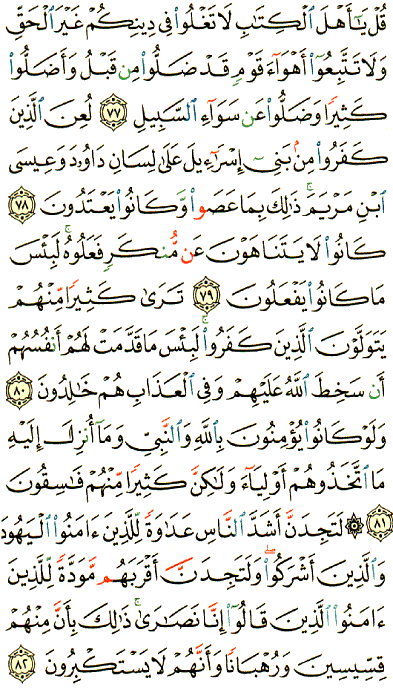 قُلْ يَـٰٓأَهْلَ ٱلْكِتَـٰبِ لَا تَغْلُوا۟ فِى دِينِكُمْ غَيْرَ ٱلْحَقِّ
وَلَا تَتَّبِعُوٓا۟ أَهْوَآءَ قَوْمٍ قَدْ ضَلُّوا۟ مِن قَبْلُ وَأَضَلُّوا۟
كَثِيرًا وَضَلُّوا۟ عَن سَوَآءِ ٱلسَّبِيلِ ٧٧ لُعِنَ ٱلَّذِينَ
كَفَرُوا۟ مِنۢ بَنِىٓ إِسْرَٰٓءِيلَ عَلَىٰ لِسَانِ دَاوُۥدَ وَعِيسَى
ٱبْنِ مَرْيَمَ ۚ ذَٰلِكَ بِمَا عَصَوا۟ وَّكَانُوا۟ يَعْتَدُونَ ٧٨
كَانُوا۟ لَا يَتَنَاهَوْنَ عَن مُّنكَرٍ فَعَلُوهُ ۚ لَبِئْسَ
مَا كَانُوا۟ يَفْعَلُونَ ٧٩ تَرَىٰ كَثِيرًا مِّنْهُمْ
يَتَوَلَّوْنَ ٱلَّذِينَ كَفَرُوا۟ ۚ لَبِئْسَ مَا قَدَّمَتْ لَهُمْ أَنفُسُهُمْ
أَن سَخِطَ ٱللَّهُ عَلَيْهِمْ وَفِى ٱلْعَذَابِ هُمْ خَـٰلِدُونَ ٨٠
وَلَوْ كَانُوا۟ يُؤْمِنُونَ بِٱللَّهِ وَٱلنَّبِىِّ وَمَآ أُنزِلَ إِلَيْهِ
مَا ٱتَّخَذُوهُمْ أَوْلِيَآءَ وَلَـٰكِنَّ كَثِيرًا مِّنْهُمْ فَـٰسِقُونَ
٨١ ۞ لَتَجِدَنَّ أَشَدَّ ٱلنَّاسِ عَدَٰوَةً لِّلَّذِينَ ءَامَنُوا۟ ٱلْيَهُودَ
وَٱلَّذِينَ أَشْرَكُوا۟ ۖ وَلَتَجِدَنَّ أَقْرَبَهُم مَّوَدَّةً لِّلَّذِينَ
ءَامَنُوا۟ ٱلَّذِينَ قَالُوٓا۟ إِنَّا نَصَـٰرَىٰ ۚ ذَٰلِكَ بِأَنَّ مِنْهُمْ
قِسِّيسِينَ وَرُهْبَانًا وَأَنَّهُمْ لَا يَسْتَكْبِرُونَ ٨٢